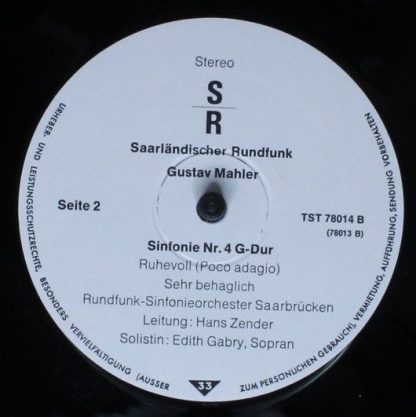 Stereo
S
R
Saarländischer Rundfunk
Gustav Mahler
Seite 2
TST 78014 B
(78013 B)
Sinfonie Nr. 4 G-Dur
Ruhevoll (Poco adagio)
Sehr behaglich
Rundfunk-Sinfonieorchester Saarbrücken
Leitung: Hans Zender
Solistin: Edith Gabry, Sopran
33
URHEBER- UND LEISTUNGSSCHUTZRECHTE, BESONDERS VERVIELFÄLTIGUNG (AUSSER ZUM PERSÖNLICHEN GEBRAUCH), VERMIETUNG, AUFFÜHRUNG, SENDUNG VORBEHALTEN